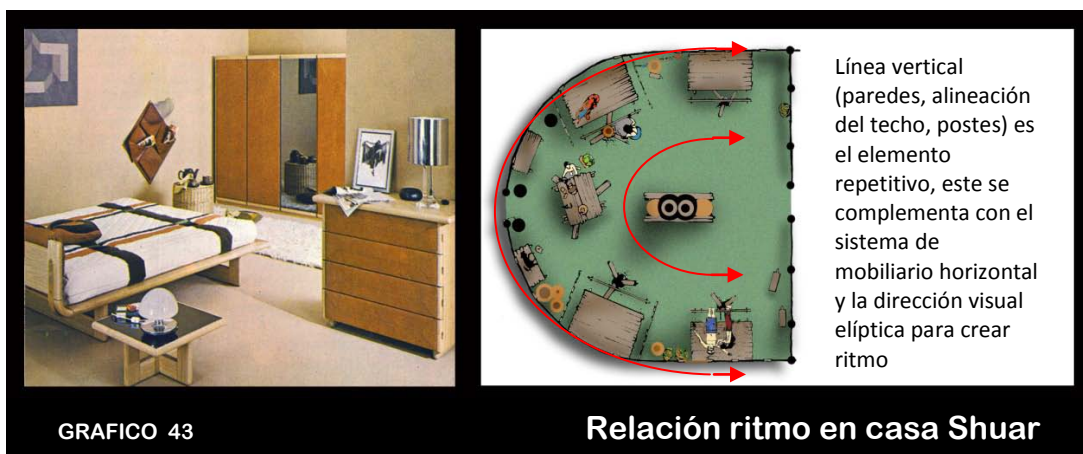 Línea vertical
(paredes, alineación
del techo, postes) es
el elemento
repetitivo, este se
complementa con el
sistema de
mobiliario horizontal
y la dirección visual
elíptica para crear
ritmo
GRAFICO 43
Relación ritmo en casa Shuar